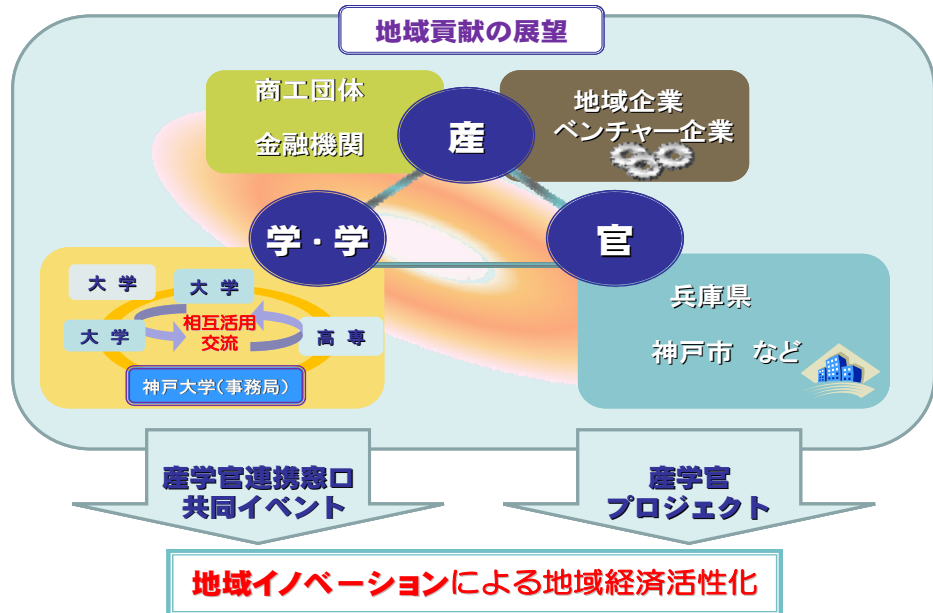 地域貢献の展望
商工団体
金融機関
産
地域企業
ベンチャー企業
学・学
官
大 学
大 学
大 学
相互活用
交流
高 専
神戸大学(事務局)
兵庫県
神戸市 など
産学官連携窓口
共同イベント
産学官
プロジェクト
地域イノベーションによる地域経済活性化